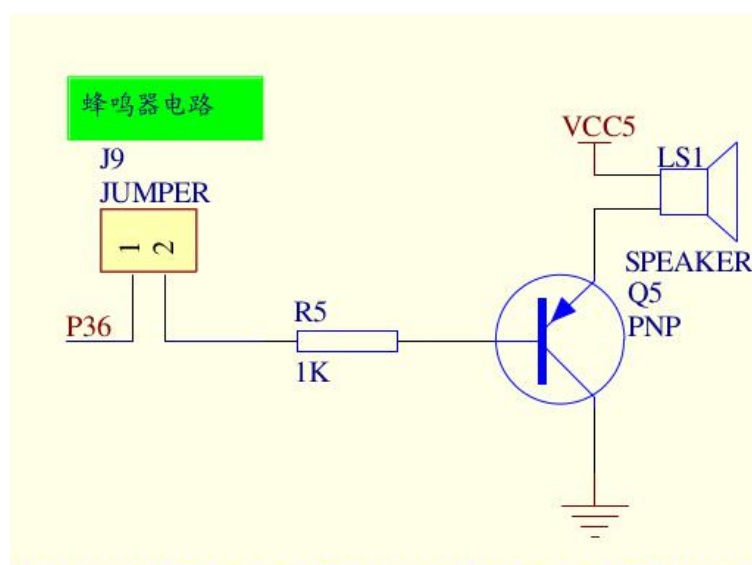 蜂鸣器电路
J9
JUMPER
1 2
P36
R5
1K
VCC5
LS1
SPEAKER
Q5
PNP